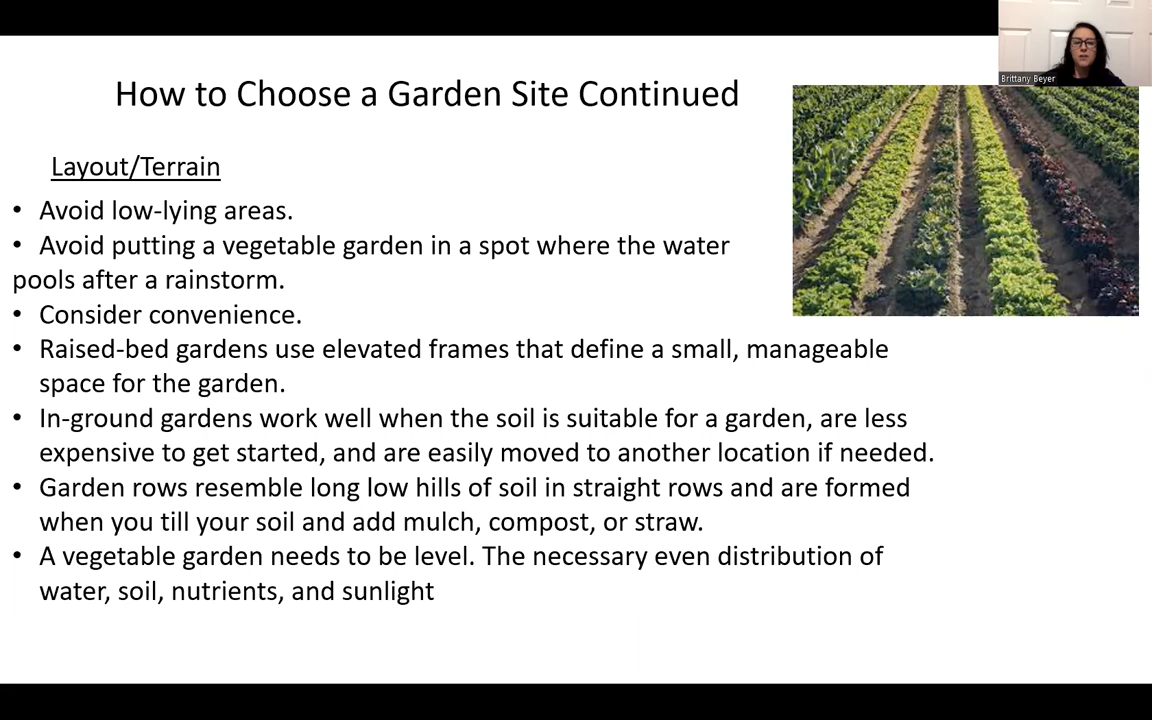 Brittany Beyer
How to Choose a Garden Site Continued
Layout/Terrain
• Avoid low-lying areas.
• Avoid putting a vegetable garden in a spot where the water
pools after a rainstorm.
• Consider convenience.
• Raised-bed gardens use elevated frames that define a small, manageable
space for the garden.
• In-ground gardens work well when the soil is suitable for a garden, are less
expensive to get started, and are easily moved to another location if needed.
• Garden rows resemble long low hills of soil in straight rows and are formed
when you till your soil and add mulch, compost, or straw.
• A vegetable garden needs to be level. The necessary even distribution of
water, soil, nutrients, and sunlight